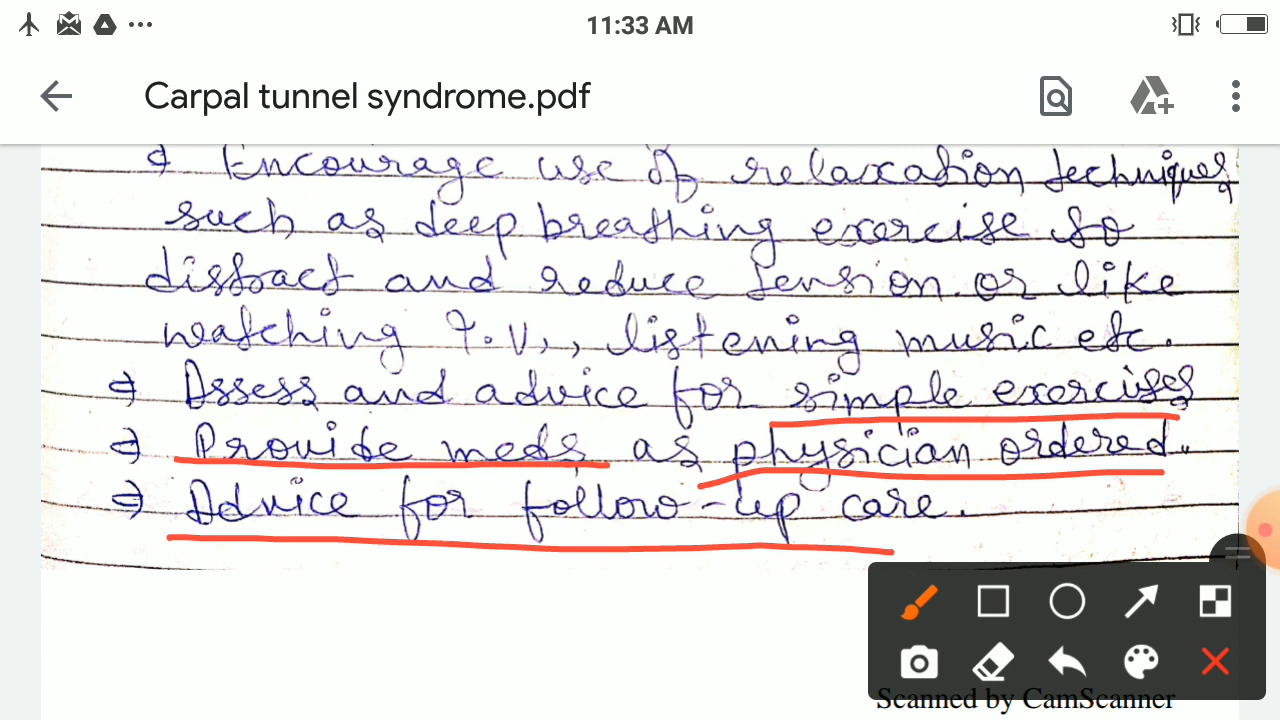 11:33 AM
Carpal tunnel syndrome.pdf
⇒ Encourage use of relaxation techniques
such as deep breathing exercise to
distract and reduce tension or like
watching T.V., listening music etc.
⇒ Assess and advice for simple exercises
⇒ Provide meds as physician ordered.
⇒ Advice for follow-up care.
Scanned by CamScanner